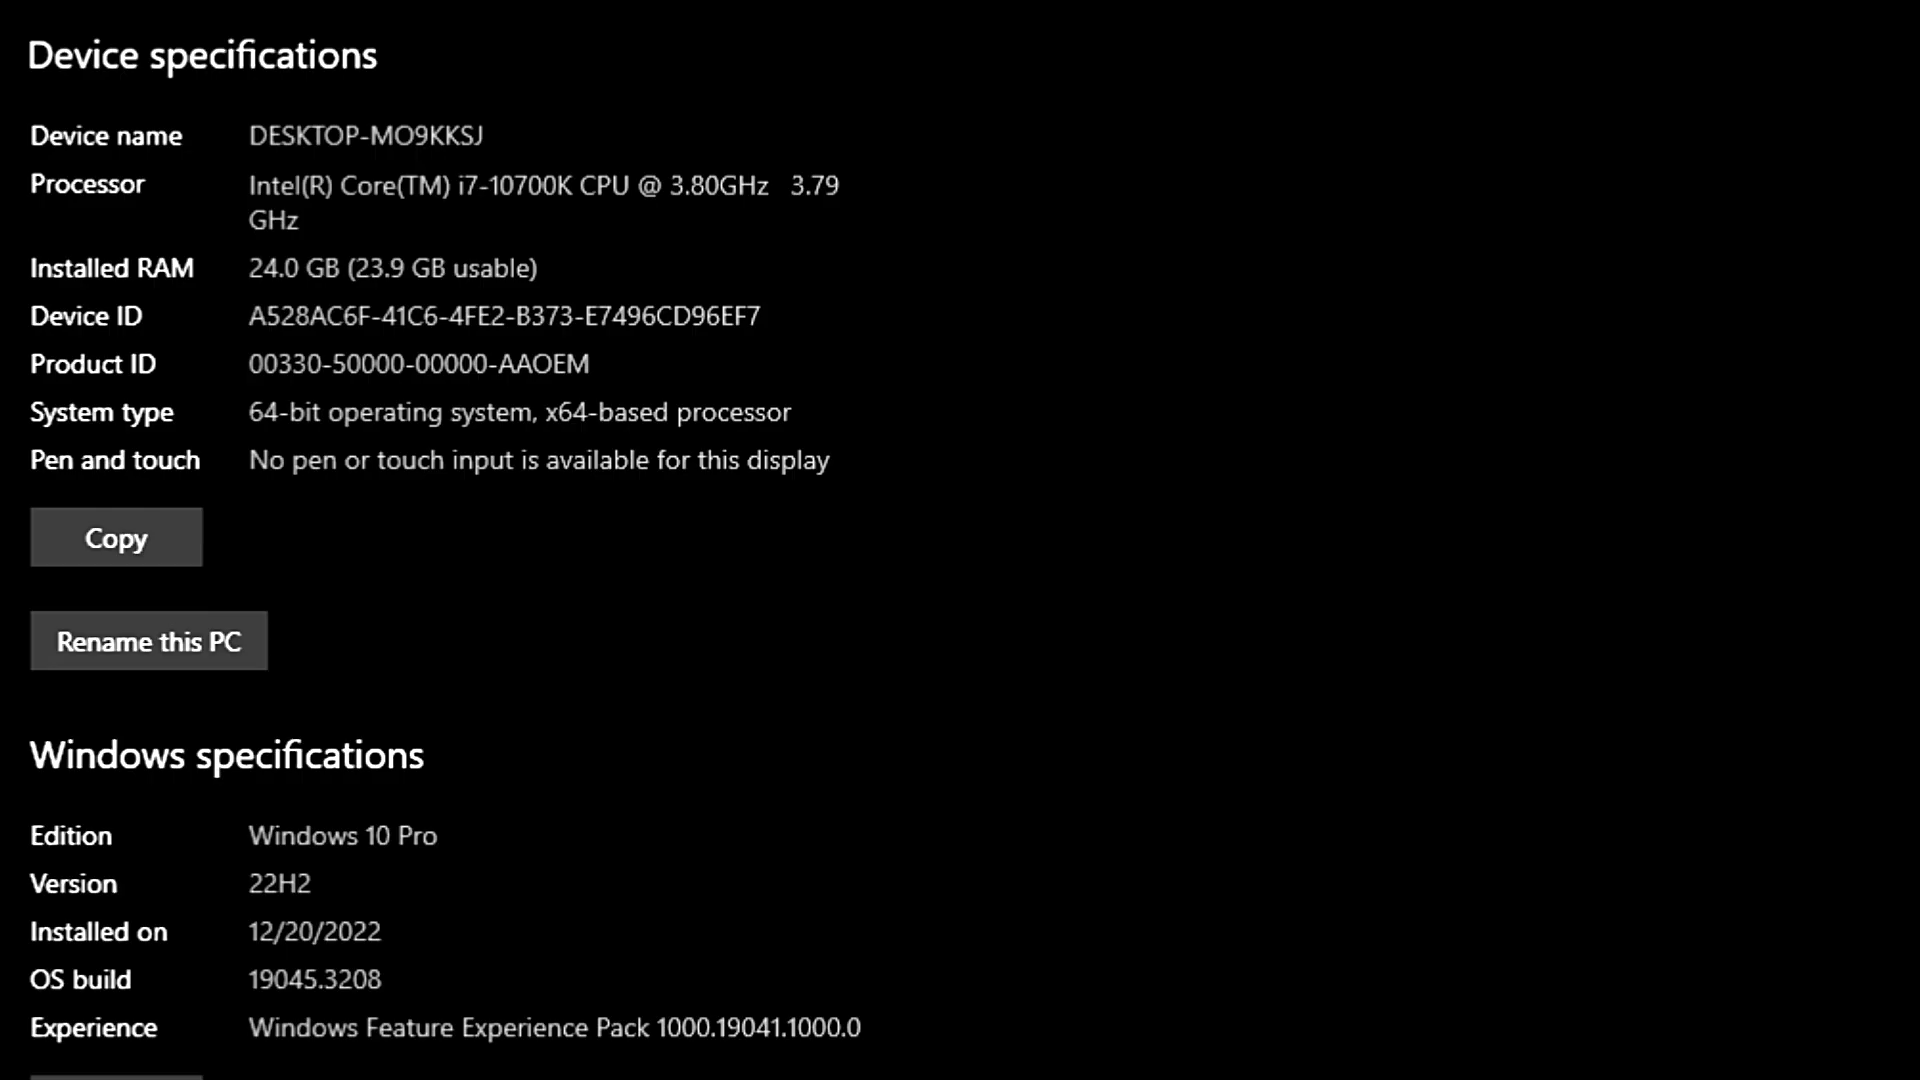 Device specifications
Device name DESKTOP-MO9KKSJ
Processor Intel(R) Core(TM) i7-10700K CPU @ 3.80GHz 3.79
GHz
Installed RAM 24.0 GB (23.9 GB usable)
Device ID A528AC6F-41C6-4FE2-B373-E7496CD96EF7
Product ID 00330-50000-00000-AAOEM
System type 64-bit operating system, x64-based processor
Pen and touch No pen or touch input is available for this display
Copy
Rename this PC
Windows specifications
Edition Windows 10 Pro
Version 22H2
Installed on 12/20/2022
OS build 19045.3208
Experience Windows Feature Experience Pack 1000.19041.1000.0